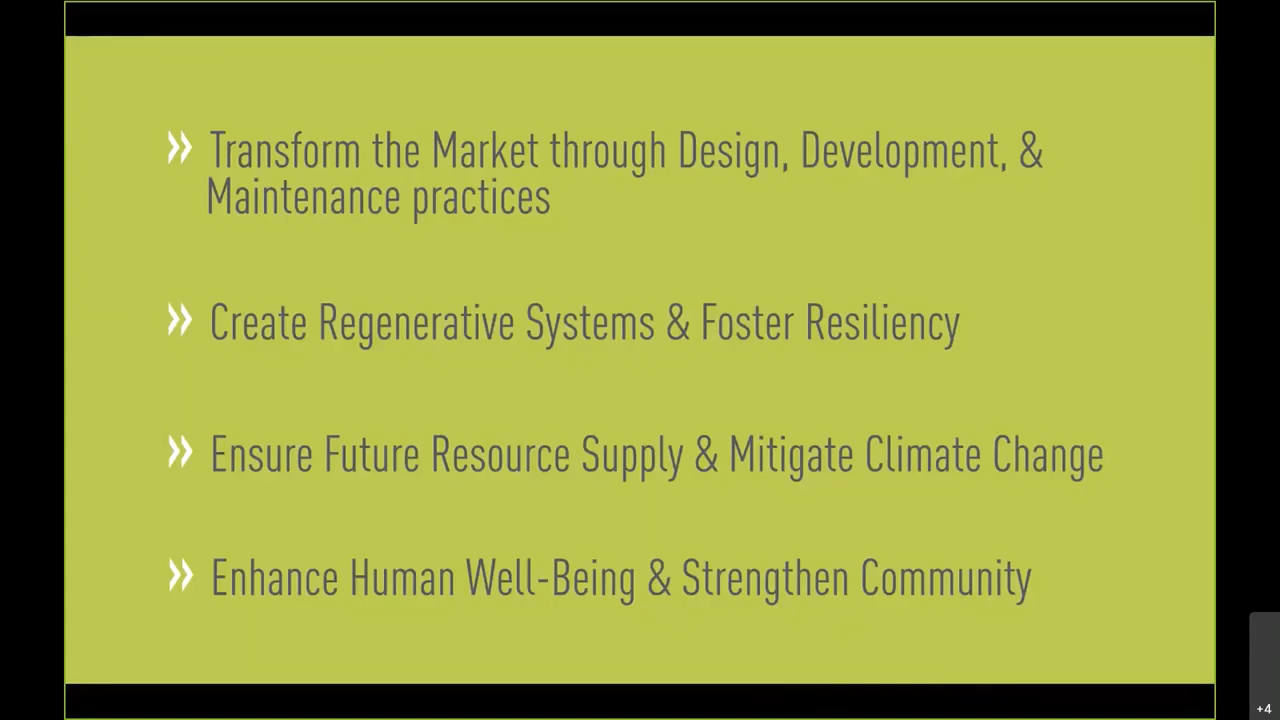 » Transform the Market through Design, Development, &
Maintenance practices
» Create Regenerative Systems & Foster Resiliency
» Ensure Future Resource Supply & Mitigate Climate Change
» Enhance Human Well-Being & Strengthen Community
+4